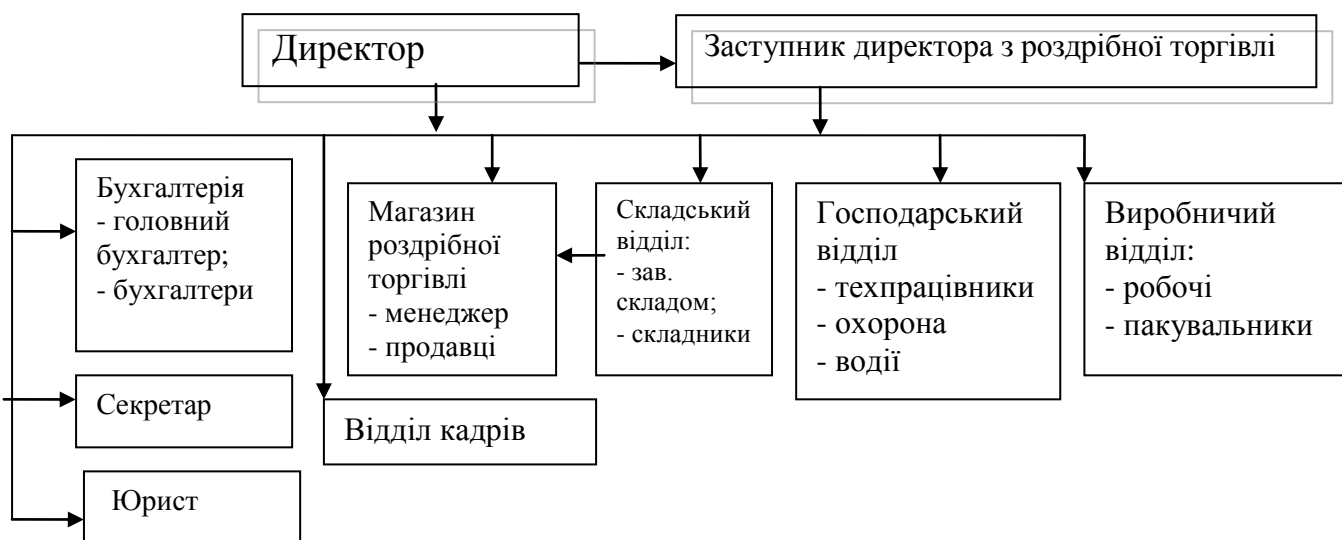 Директор
Заступник директора з роздрібної торгівлі
Бухгалтерія
- головний
бухгалтер;
- бухгалтери
Магазин
роздрібної
торгівлі
- менеджер
- продавці
Складський
відділ:
- зав.
складом;
- складники
Господарський
відділ
- техпрацівники
- охорона
- водії
Виробничий
відділ:
- робочі
- пакувальники
Секретар
Відділ кадрів
Юрист